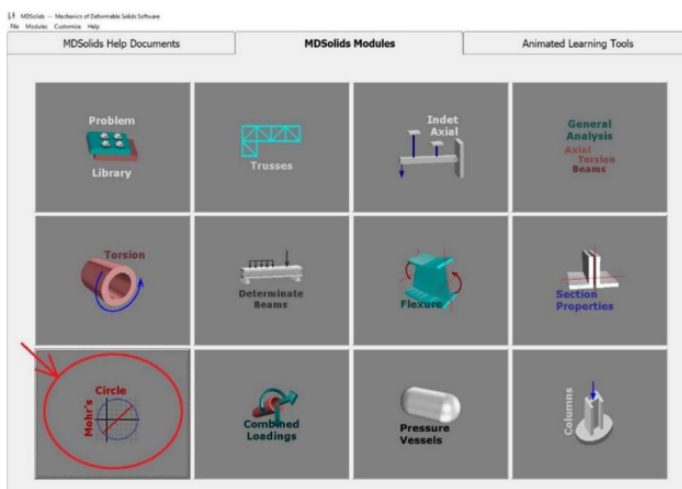 MDSolids -- Mechanics of Deformable Solids Software
File Modules Customize Help
MDSolids Help Documents
MDSolids Modules
Animated Learning Tools
Problem
Library
Trusses
Indet
Axial
General
Analysis
Axial
Torsion
Beams
Torsion
Determinate
Beams
Flexure
Section
Properties
Mohr's
Circle
Combined
Loadings
Pressure
Vessels
Columns